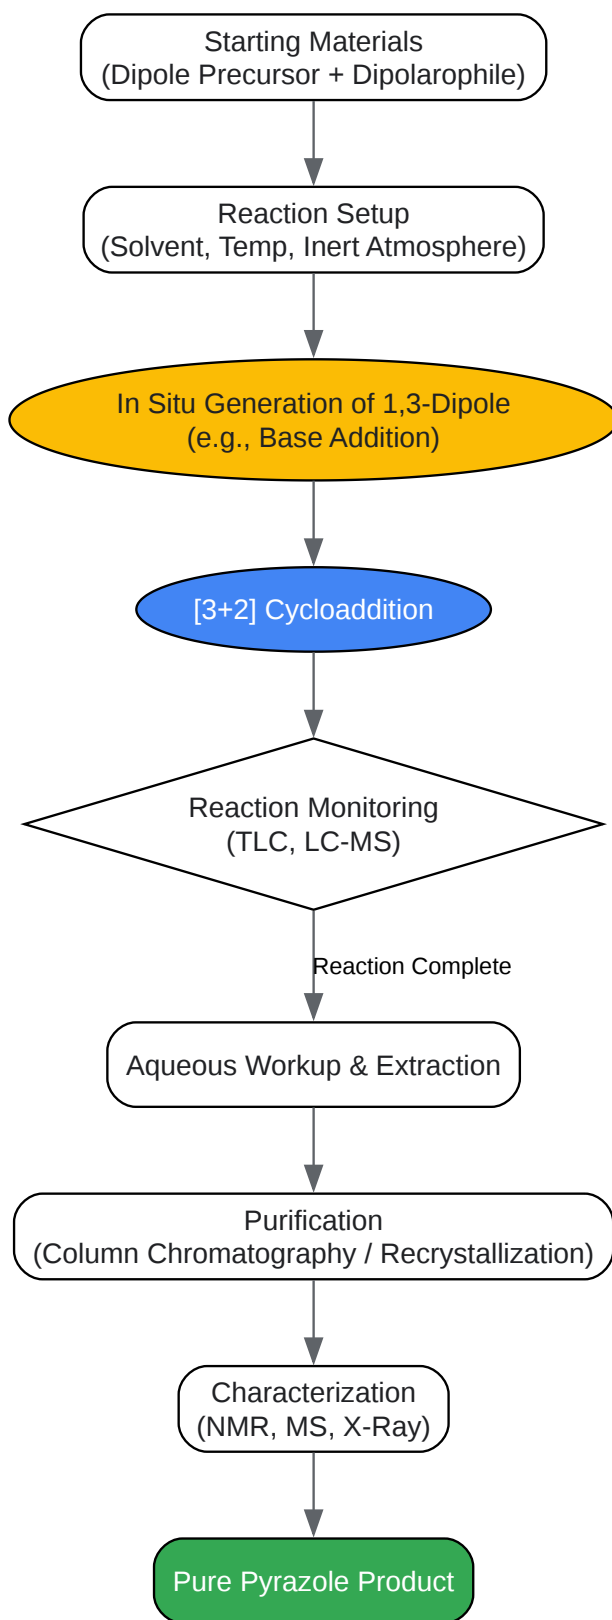 Starting Materials
(Dipole Precursor + Dipolarophile)
Reaction Setup
(Solvent, Temp, Inert Atmosphere)
In Situ Generation of 1,3-Dipole
(e.g., Base Addition)
[3+2] Cycloaddition
Reaction Monitoring
(TLC, LC-MS)
Reaction Complete
Aqueous Workup & Extraction
Purification
(Column Chromatography / Recrystallization)
Characterization
(NMR, MS, X-Ray)
Pure Pyrazole Product